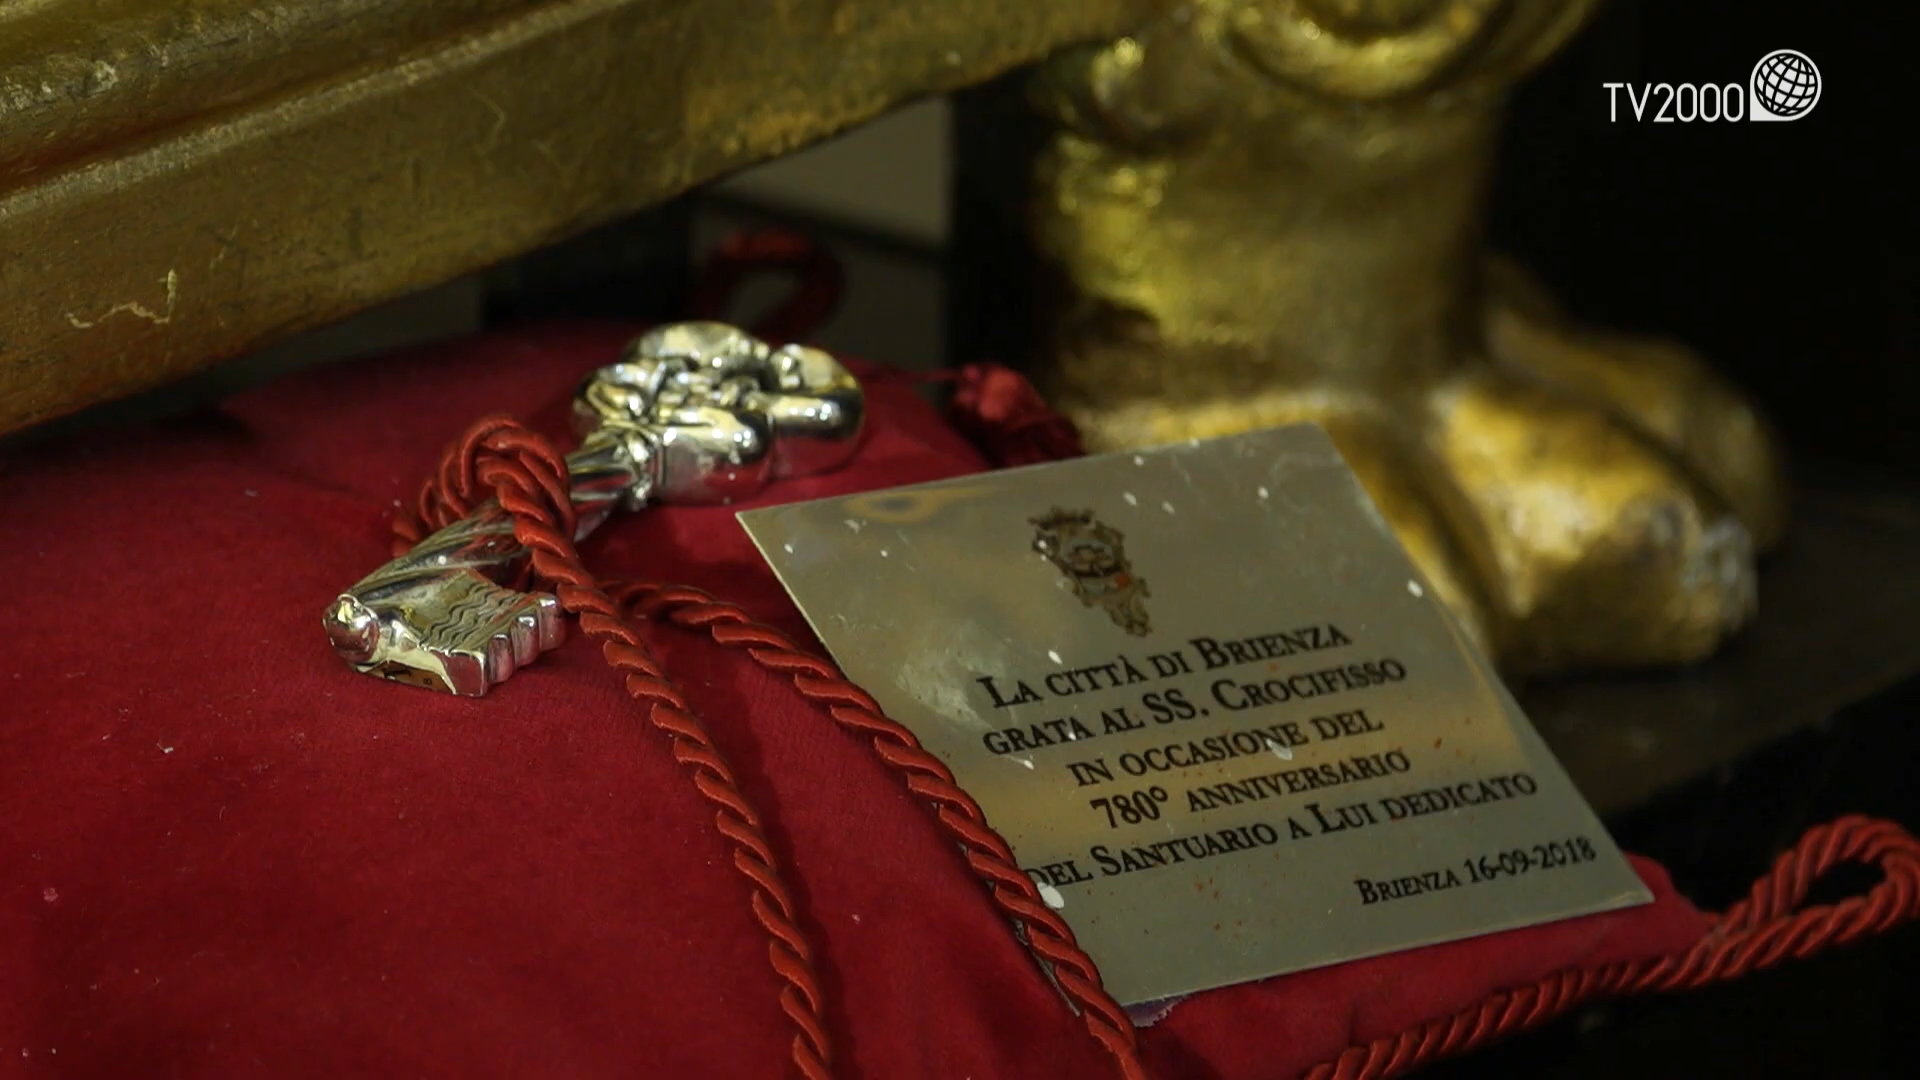 TV2000
La città di Brienza
grata al SS. Crocifisso
in occasione del
780° anniversario
del Santuario a Lui dedicato
Brienza 16-09-2018